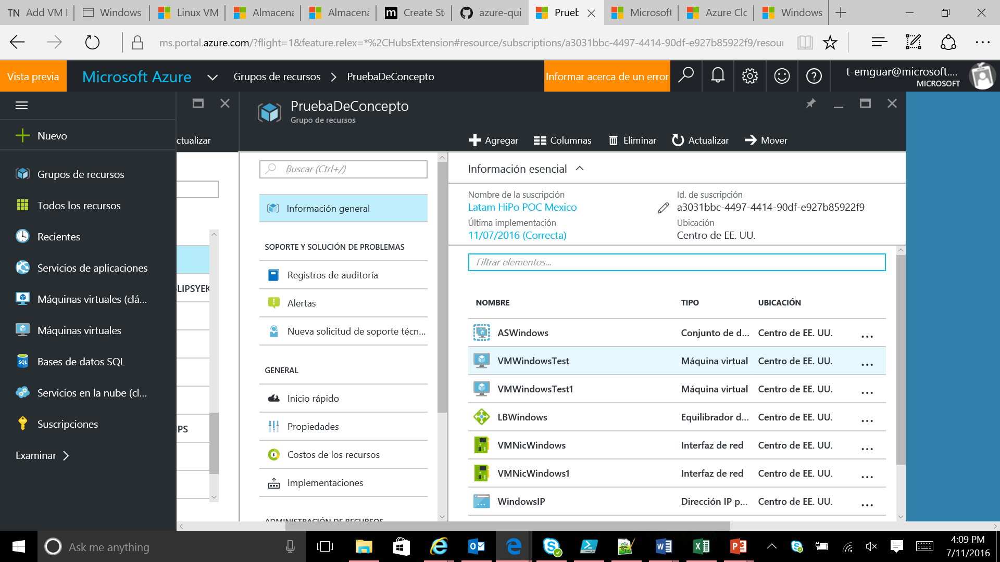 TN Add VM I
Windows
Linux VM
Almacena
Almacena
m Create St
azure-qui
Prueb
Microsoft
Azure Clc
Windows
ms.portal.azure.com/?flight=1&feature.relex=*%2CHubsExtension#resource/subscriptions/a3031bbc-4497-4414-90df-e927b85922f9/resour
Vista previa
Microsoft Azure
Grupos de recursos
PruebaDeConcepto
Informar acerca de un error
t-emguar@microsoft....
MICROSOFT
Nuevo
Grupos de recursos
Todos los recursos
Recientes
Servicios de aplicaciones
Máquinas virtuales (clá...
Máquinas virtuales
SQL
Bases de datos SQL
Servicios en la nube (cl...
Suscripciones
Examinar
ctualizar
LIPSYEK
IPS
PruebaDeConcepto
Grupo de recursos
Agregar
Columnas
Eliminar
Actualizar
Mover
Buscar (Ctrl+/)
Información general
SOPORTE Y SOLUCIÓN DE PROBLEMAS
Registros de auditoría
Alertas
Nueva solicitud de soporte técn...
GENERAL
Inicio rápido
Propiedades
Costos de los recursos
Implementaciones
ADMINISTRACIÓN DE RECURSOS
Información esencial
Nombre de la suscripción
Latam HiPo POC Mexico
Última implementación
11/07/2016 (Correcta)
Id. de suscripción
a3031bbc-4497-4414-90df-e927b85922f9
Ubicación
Centro de EE. UU.
Filtrar elementos...
NOMBRE TIPO UBICACIÓN
ASWindows Conjunto de d... Centro de EE. UU. ...
VMWindowsTest Máquina virtual Centro de EE. UU. ...
VMWindowsTest1 Máquina virtual Centro de EE. UU. ...
LBWindows Equilibrador d... Centro de EE. UU. ...
VMNicWindows Interfaz de red Centro de EE. UU. ...
VMNicWindows1 Interfaz de red Centro de EE. UU. ...
WindowsIP Dirección IP p... Centro de EE. UU. ...
Ask me anything
4:09 PM
7/11/2016